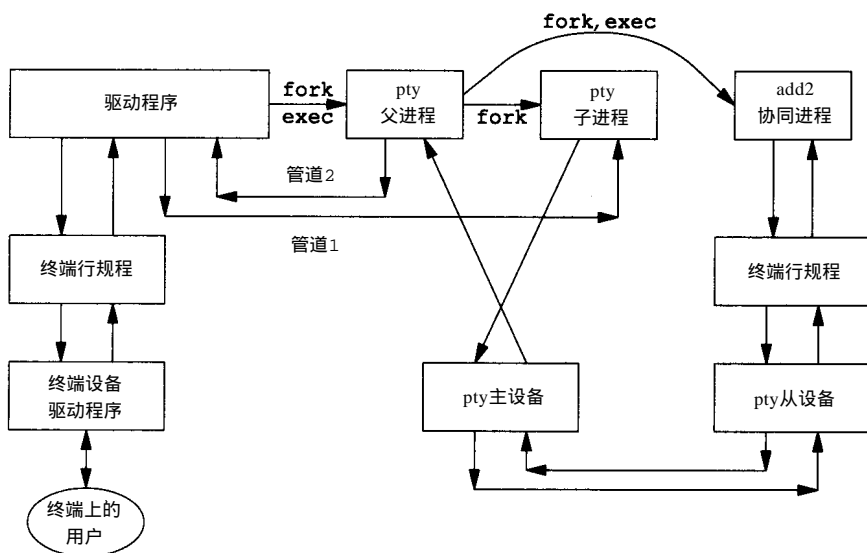 fork, exec
驱动程序
fork
exec
pty
父进程
fork
pty
子进程
add2
协同进程
管道2
管道1
终端行规程
终端行规程
终端设备
驱动程序
pty主设备
pty从设备
终端上的
用户